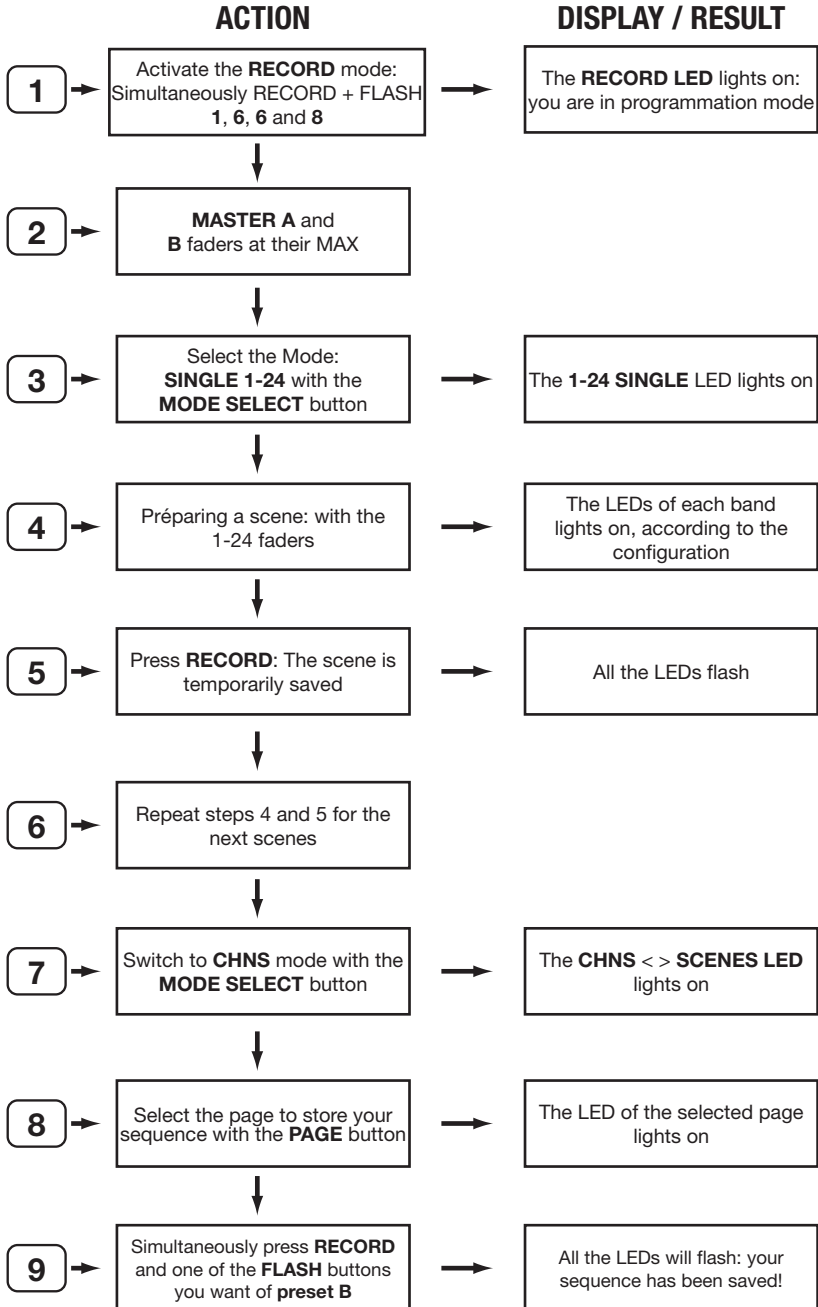 ACTION
DISPLAY / RESULT
1
Activate the RECORD mode:
Simultaneously RECORD + FLASH
1, 6, 6 and 8
The RECORD LED lights on:
you are in programmation mode
2
MASTER A and
B faders at their MAX
3
Select the Mode:
SINGLE 1-24 with the
MODE SELECT button
The 1-24 SINGLE LED lights on
4
Préparing a scene: with the
1-24 faders
The LEDs of each band
lights on, according to the
configuration
5
Press RECORD: The scene is
temporarily saved
All the LEDs flash
6
Repeat steps 4 and 5 for the
next scenes
7
Switch to CHNS mode with the
MODE SELECT button
The CHNS < > SCENES LED
lights on
8
Select the page to store your
sequence with the PAGE button
The LED of the selected page
lights on
9
Simultaneously press RECORD
and one of the FLASH buttons
you want of preset B
All the LEDs will flash: your
sequence has been saved!